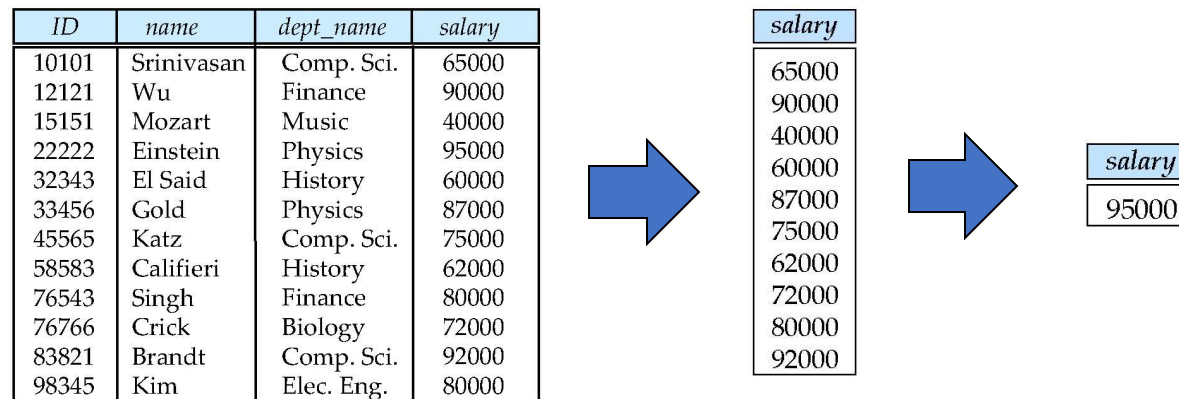 ID name dept_name salary
10101 Srinivasan Comp. Sci. 65000
12121 Wu Finance 90000
15151 Mozart Music 40000
22222 Einstein Physics 95000
32343 El Said History 60000
33456 Gold Physics 87000
45565 Katz Comp. Sci. 75000
58583 Califieri History 62000
76543 Singh Finance 80000
76766 Crick Biology 72000
83821 Brandt Comp. Sci. 92000
98345 Kim Elec. Eng. 80000
salary
65000
90000
40000
60000
87000
75000
62000
72000
80000
92000
salary
95000